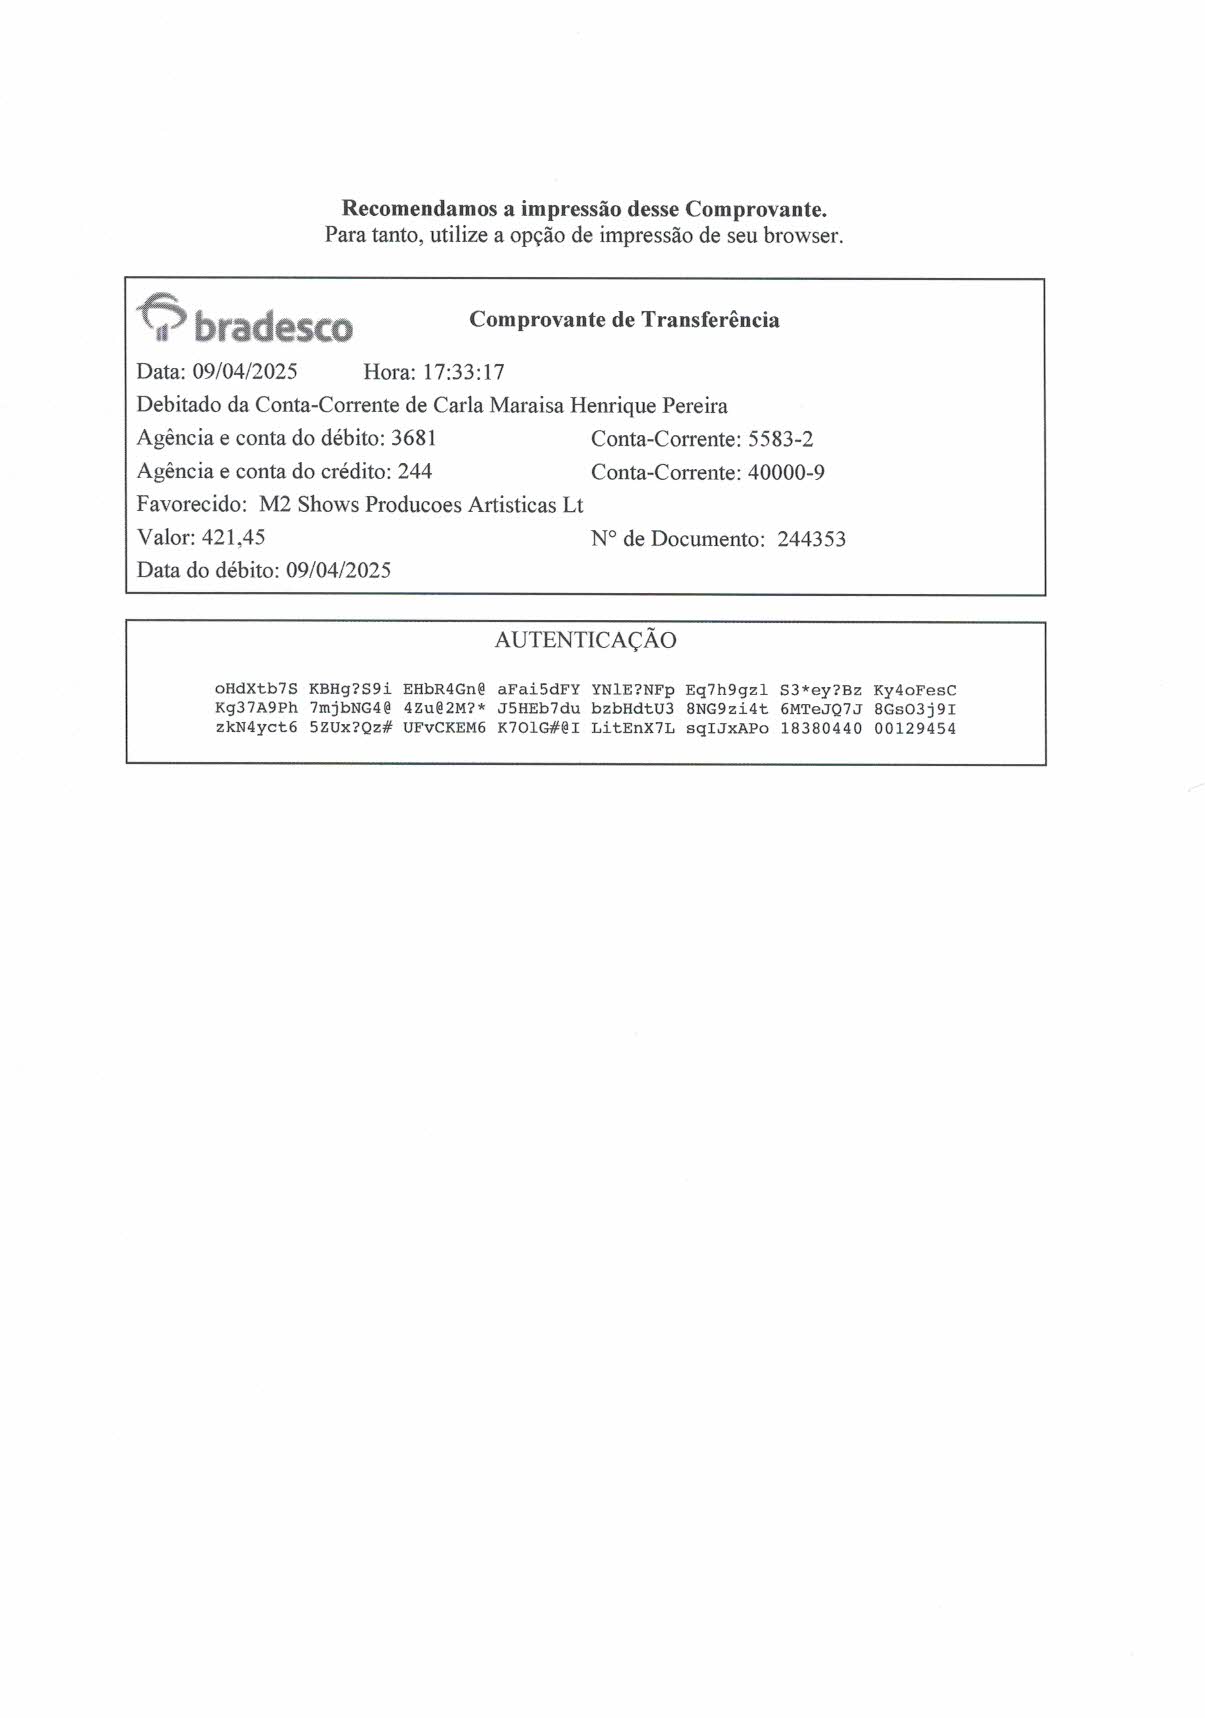 Recomendamos a impressão desse Comprovante.
Para tanto, utilize a opção de impressão de seu browser.
bradesco Comprovante de Transferência
Data: 09/04/2025 Hora: 17:33:17
Debitado da Conta-Corrente de Carla Maraisa Henrique Pereira
Agência e conta do débito: 3681 Conta-Corrente: 5583-2
Agência e conta do crédito: 244 Conta-Corrente: 40000-9
Favorecido: M2 Shows Producoes Artisticas Lt
Valor: 421,45 Nº de Documento: 244353
Data do débito: 09/04/2025
AUTENTICAÇÃO
oHdXtb7S KBHg?S9i EHbR4Gn@ aFai5dFY YNlE?NFp Eq7h9gzl S3*ey?Bz Ky4oFesC
Kg37A9Ph 7mjbNG4@ 4Zu@2M?* J5HEb7du bzbHdtU3 8NG9zi4t 6MTeJQ7J 8GsO3j9I
zkN4yct6 5ZUx?Qz# UFvCKEM6 K7OlG#@I LitEnX7L sqIJxAPo 18380440 00129454